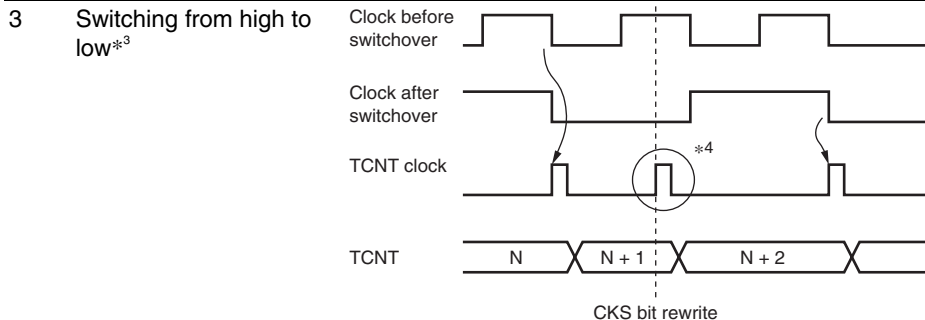 3 Switching from high to
low*3
Clock before
switchover
Clock after
switchover
TCNT clock
*4
TCNT
N
N + 1
N + 2
CKS bit rewrite